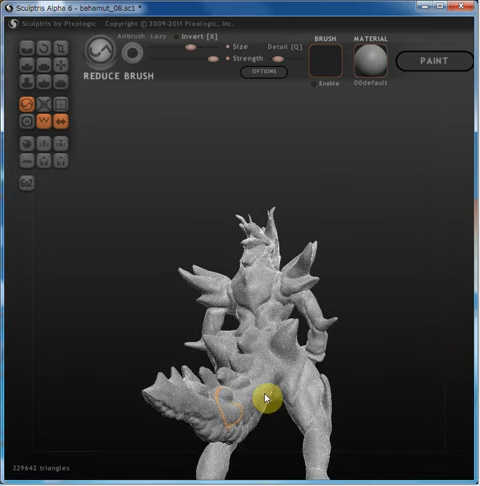 Sculptris Alpha 6 - bahamut_08.sc1 *
Sculptris by Pixologic Copyright © 2009-2011 Pixologic, Inc.
Airbrush Lazy Invert [X]
Size Detail [Q]
Strength
OPTIONS
REDUCE BRUSH
BRUSH
Enable
MATERIAL
00default
PAINT
GoZ
229642 triangles